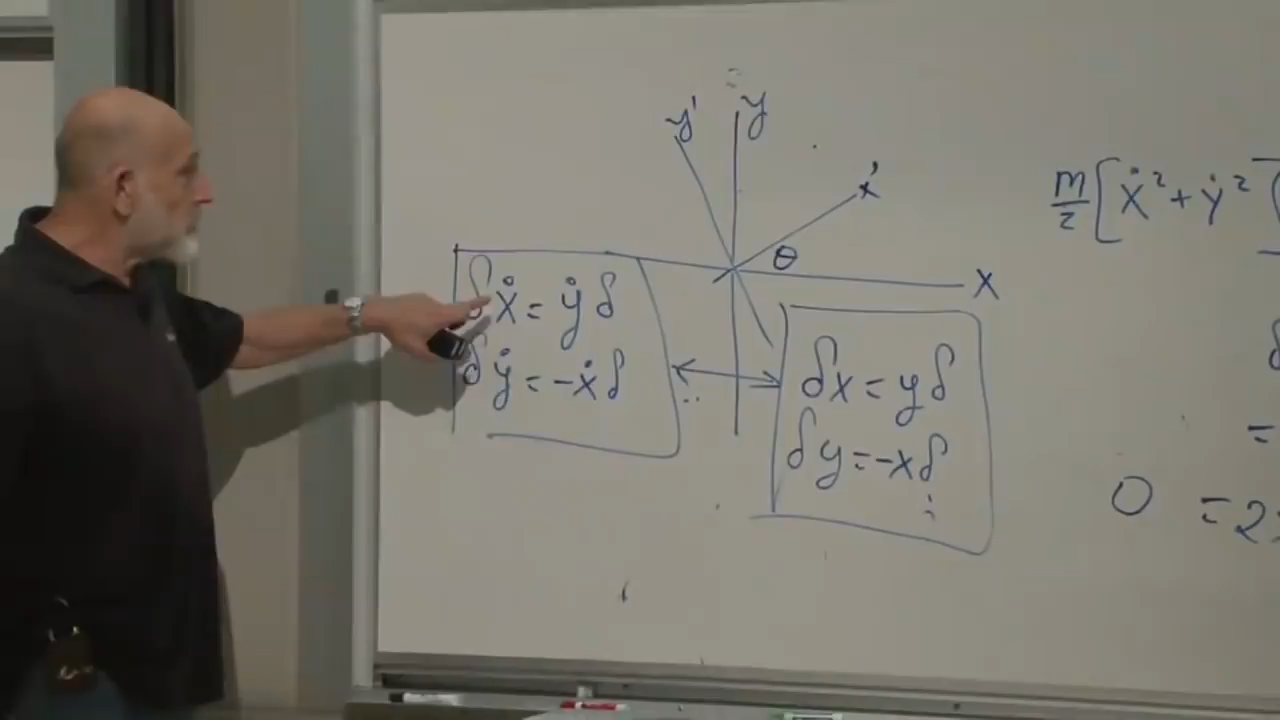 y'
y
x'
θ
x
m/2 [ẋ² + ẏ²
δẋ = ẏδ
δẏ = -ẋδ
δx = yδ
δy = -xδ
δ
=
0 = 2